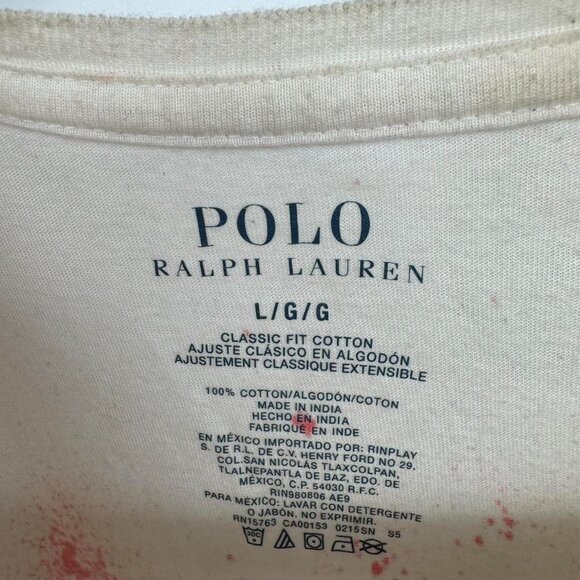 POLO
RALPH LAUREN
L/G/G
CLASSIC FIT COTTON
AJUSTE CLÁSICO EN ALGODÓN
AJUSTEMENT CLASSIQUE EXTENSIBLE
100% COTTON/ALGODÓN/COTON
MADE IN INDIA
HECHO EN INDIA
FABRIQUÉ EN INDE
EN MÉXICO IMPORTADO POR: RINPLAY
S. DE R.L. DE C.V. HENRY FORD NO 29,
COL.SAN NICOLÁS TLAXCOLPAN,
TLALNEPANTLA DE BAZ, EDO. DE
MÉXICO, C.P. 54030 R.F.C.
RIN980806 AE9
PARA MÉXICO: LAVAR CON DETERGENTE
O JABÓN. NO EXPRIMIR.
RN15763 CA00153 0215SN S5
30C